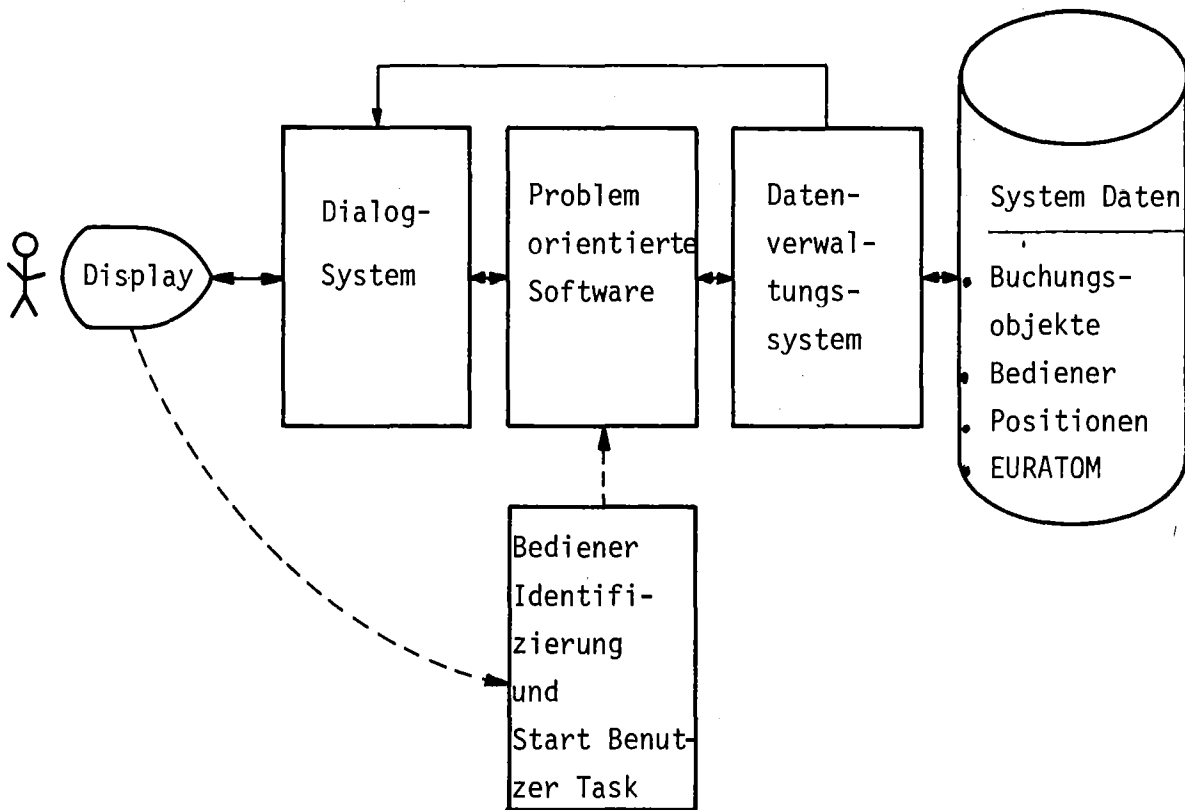 Display
Dialog-
System
Problem
orientierte
Software
Daten-
verwal-
tungs-
system
System Daten
• Buchungs-
objekte
• Bediener
• Positionen
• EURATOM
Bediener
Identifi-
zierung
und
Start Benut-
zer Task